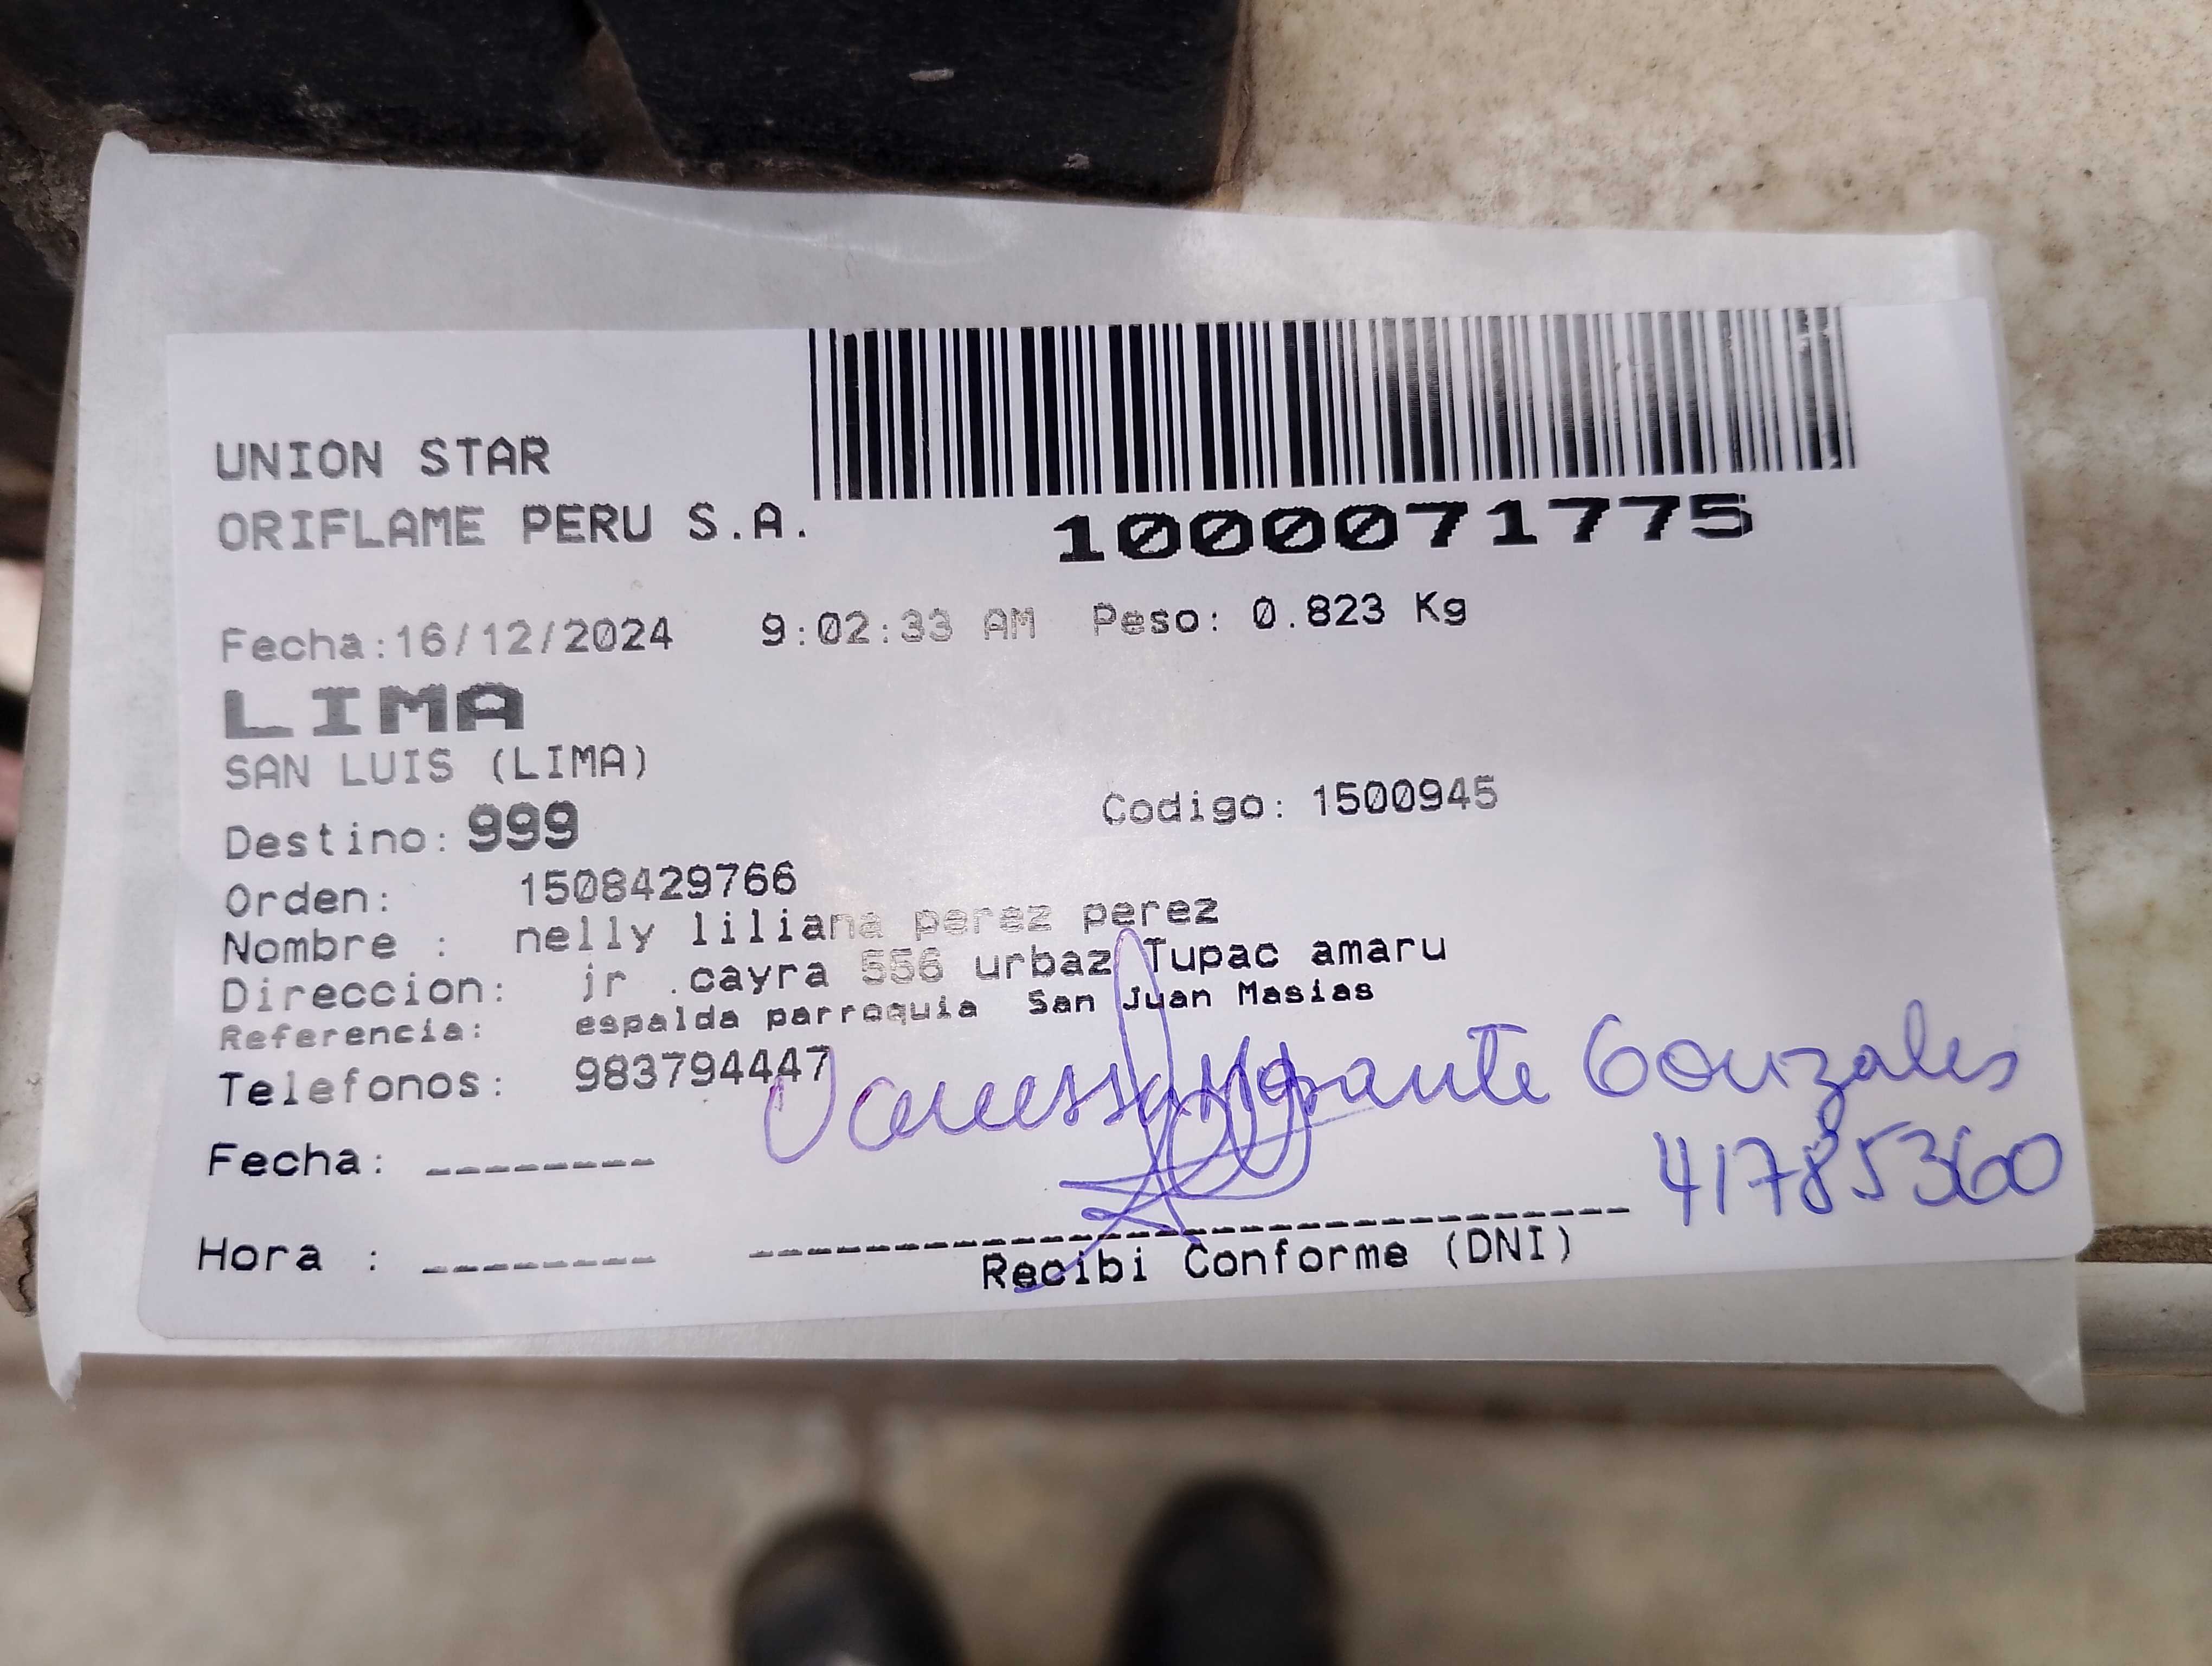 UNION STAR
ORIFLAME PERU S.A.
1000071775
Fecha:16/12/2024 9:02:33 AM Peso: 0.823 Kg
LIMA
SAN LUIS (LIMA)
Destino: 999 Codigo: 1500945
Orden: 1508429766
Nombre : nelly liliana perez perez
Direccion: jr .cayra 556 urbaz Tupac amaru
Referencia: espalda parroquia San Juan Masias
Telefonos: 983794447
Vanessa Gonzales
41785360
Fecha: --------
Hora : --------
Recibi Conforme (DNI)